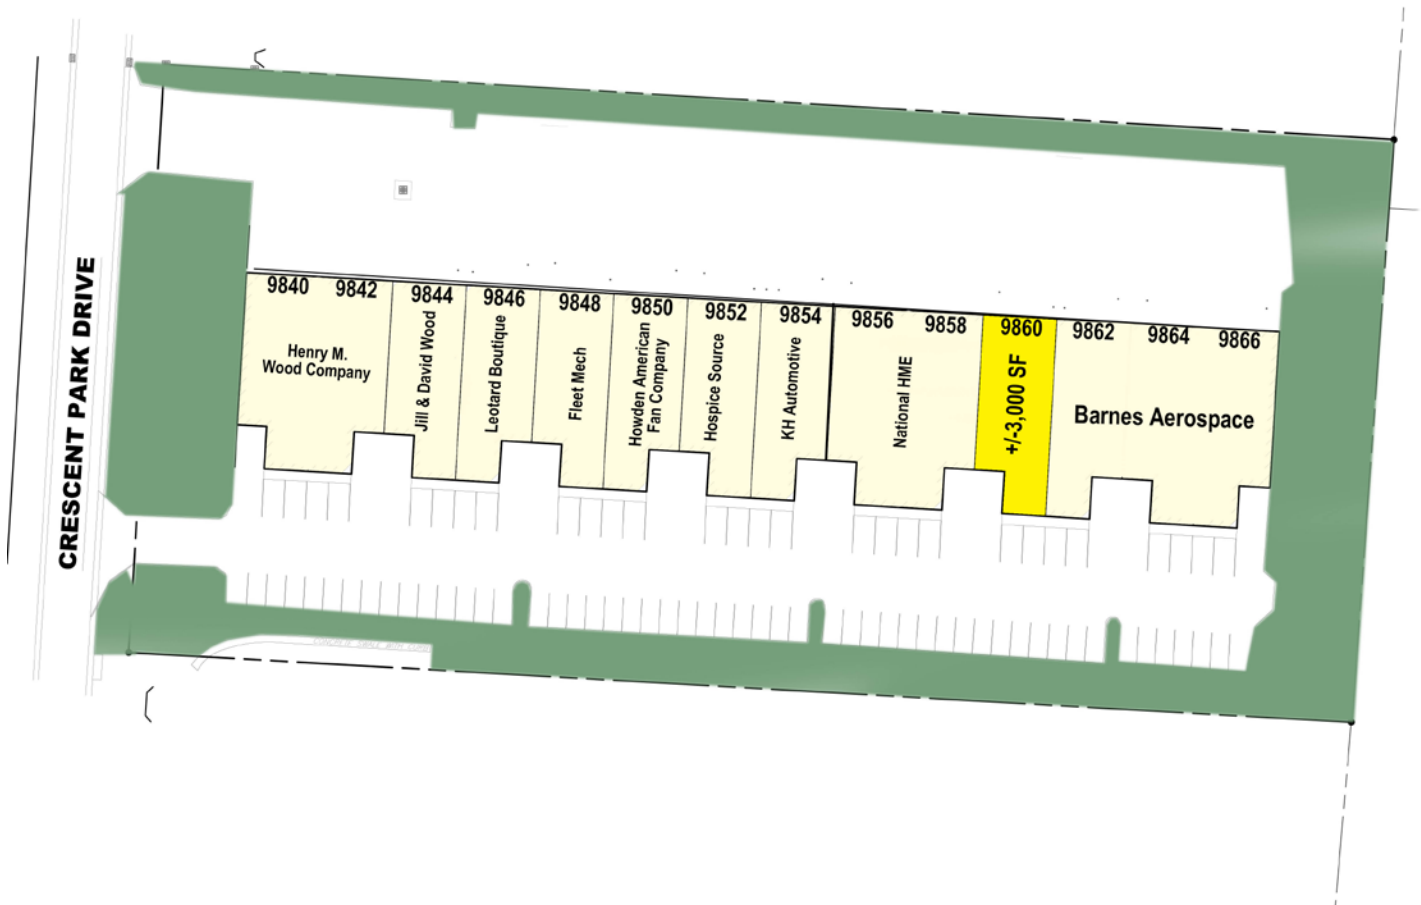 CRESCENT PARK DRIVE
9840
9842
Henry M.
Wood Company
9844
Jill & David Wood
9846
Leotard Boutique
9848
Fleet Mech
9850
Howden American
Fan Company
9852
Hospice Source
9854
KH Automotive
9856
9858
National HME
9860
+/-3,000 SF
9862
9864
9866
Barnes Aerospace